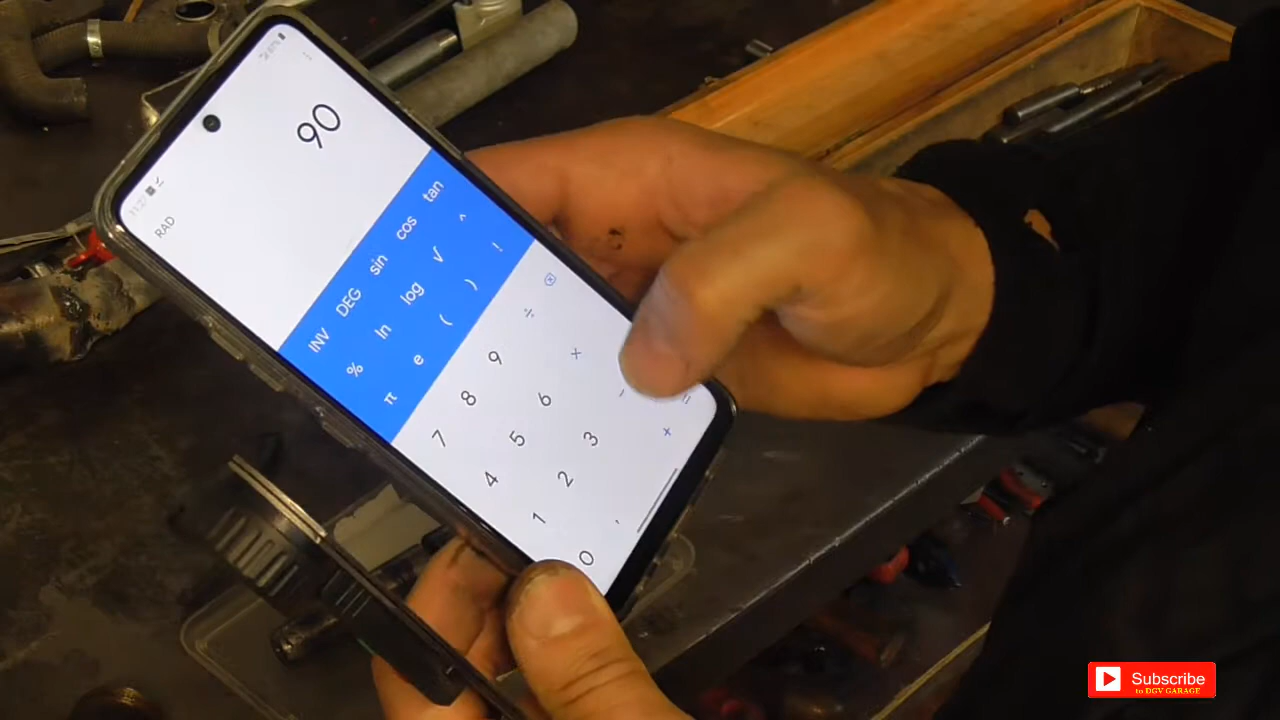 90
RAD
INV DEG sin cos tan
% ln log √ ^
π e ( ) !
7 8 9 ÷
4 5 6 ×
1 2 3 −
0 , = +
Subscribe
to DGV GARAGE